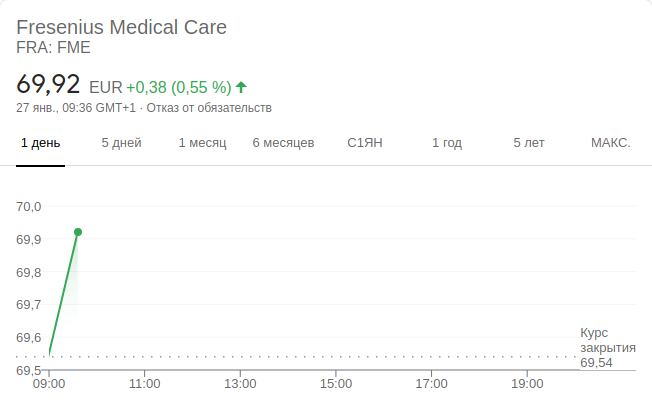 Fresenius Medical Care
FRA: FME
69,92 EUR +0,38 (0,55 %)
27 янв., 09:36 GMT+1 · Отказ от обязательств
1 день 5 дней 1 месяц 6 месяцев С1ЯН 1 год 5 лет МАКС.
70,0
69,9
69,8
69,7
69,6
69,5
Курс
закрытия
69,54
09:00 11:00 13:00 15:00 17:00 19:00